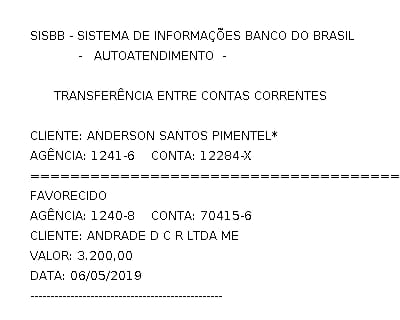 SISBB - SISTEMA DE INFORMAÇÕES BANCO DO BRASIL
- AUTOATENDIMENTO -
TRANSFERÊNCIA ENTRE CONTAS CORRENTES
CLIENTE: ANDERSON SANTOS PIMENTEL*
AGÊNCIA: 1241-6 CONTA: 12284-X
=====================================
FAVORECIDO
AGÊNCIA: 1240-8 CONTA: 70415-6
CLIENTE: ANDRADE D C R LTDA ME
VALOR: 3.200,00
DATA: 06/05/2019
------------------------------------------------